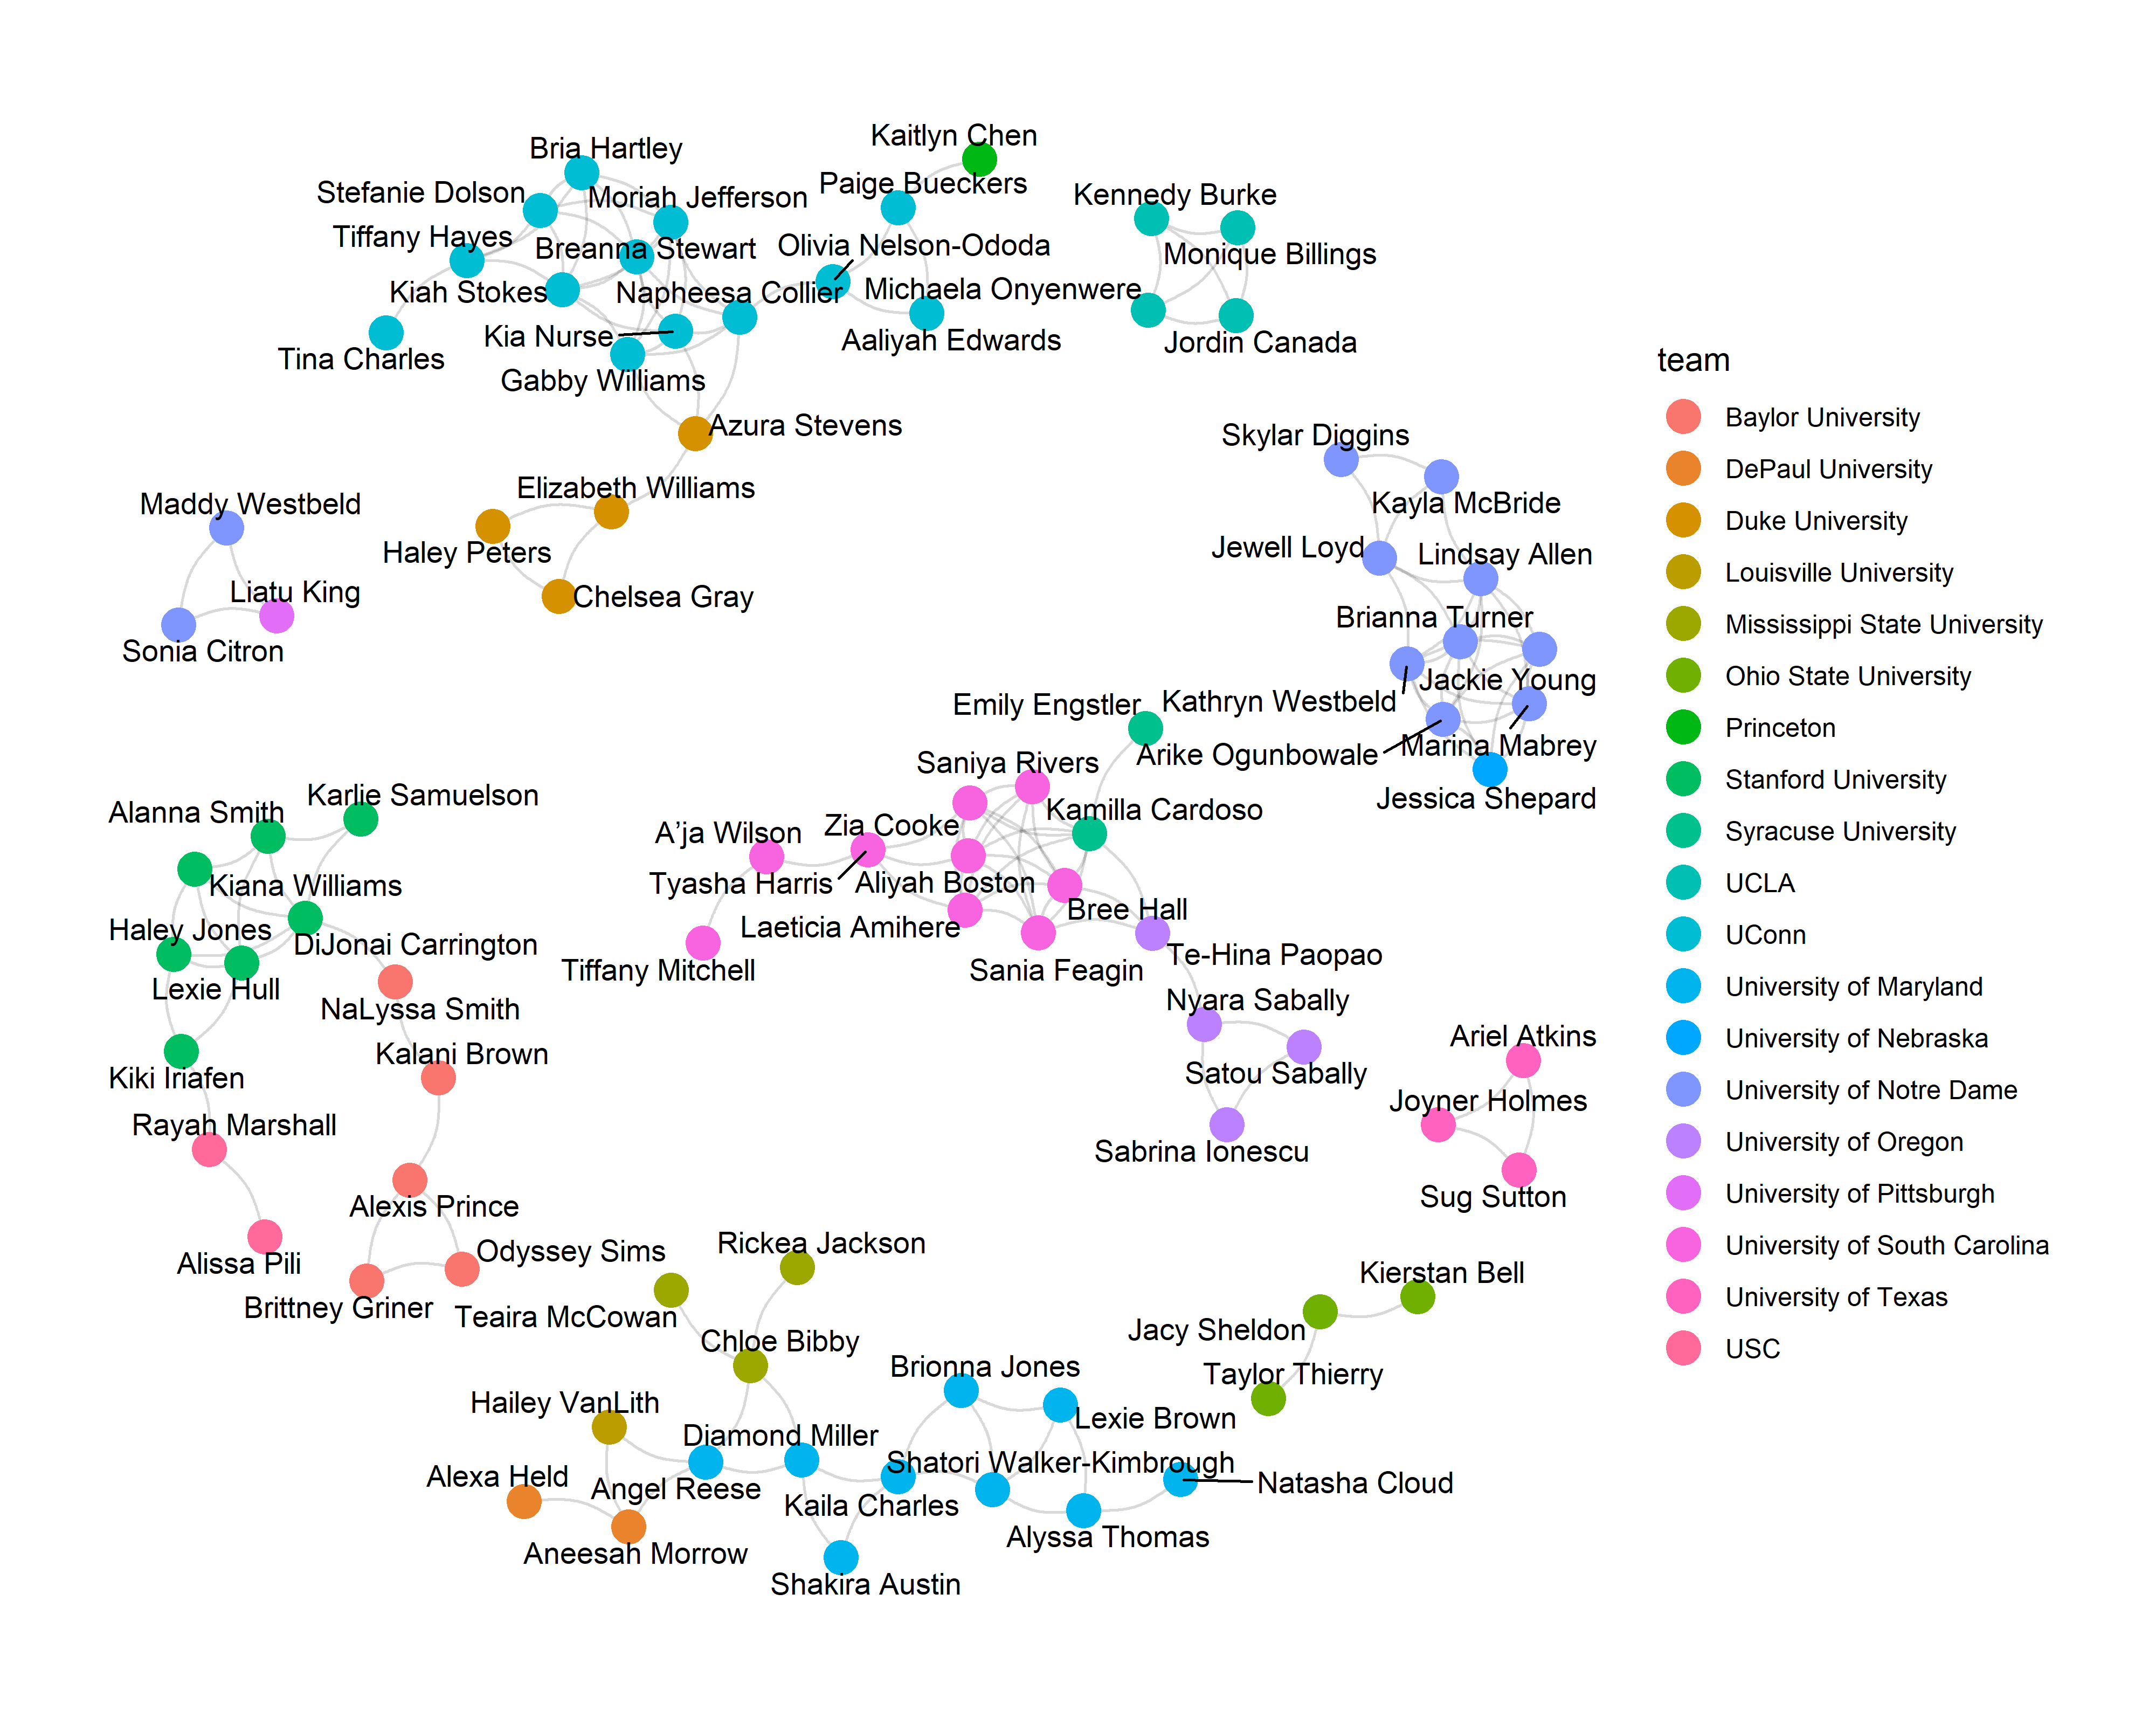 Kaitlyn Chen
Bria Hartley
Paige Bueckers
Stefanie Dolson
Moriah Jefferson
Kennedy Burke
Tiffany Hayes
Breanna Stewart
Olivia Nelson-Ododa
Monique Billings
Kiah Stokes
Napheesa Collier
Michaela Onyenwere
Kia Nurse
Aaliyah Edwards
Jordin Canada
Tina Charles
Gabby Williams
Azura Stevens
Skylar Diggins
Elizabeth Williams
Maddy Westbeld
Kayla McBride
Haley Peters
Jewell Loyd
Lindsay Allen
Liatu King
Chelsea Gray
Brianna Turner
Sonia Citron
Jackie Young
Emily Engstler
Kathryn Westbeld
Arike Ogunbowale
Marina Mabrey
Saniya Rivers
Jessica Shepard
Karlie Samuelson
Alanna Smith
Kamilla Cardoso
A’ja Wilson
Zia Cooke
Kiana Williams
Tyasha Harris
Aliyah Boston
Bree Hall
Haley Jones
Laeticia Amihere
DiJonai Carrington
Te-Hina Paopao
Tiffany Mitchell
Sania Feagin
Lexie Hull
NaLyssa Smith
Nyara Sabally
Ariel Atkins
Kalani Brown
Kiki Iriafen
Satou Sabally
Joyner Holmes
Rayah Marshall
Sabrina Ionescu
Sug Sutton
Alexis Prince
Rickea Jackson
Odyssey Sims
Alissa Pili
Kierstan Bell
Brittney Griner
Teaira McCowan
Jacy Sheldon
Chloe Bibby
Brionna Jones
Taylor Thierry
Hailey VanLith
Lexie Brown
Diamond Miller
Shatori Walker-Kimbrough
Alexa Held
Angel Reese
Natasha Cloud
Kaila Charles
Alyssa Thomas
Aneesah Morrow
Shakira Austin
team
Baylor University
DePaul University
Duke University
Louisville University
Mississippi State University
Ohio State University
Princeton
Stanford University
Syracuse University
UCLA
UConn
University of Maryland
University of Nebraska
University of Notre Dame
University of Oregon
University of Pittsburgh
University of South Carolina
University of Texas
USC